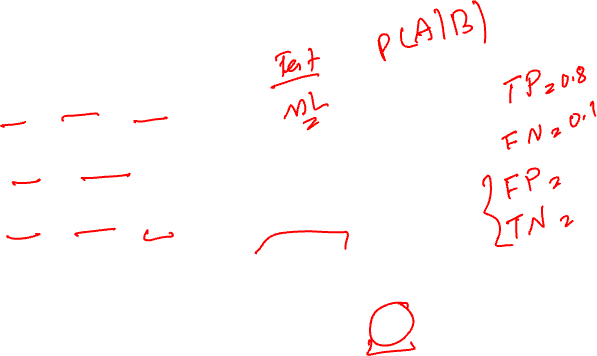 P(A|B)
Test
ML
TP = 0.8
FN = 0.1
FP =
TN =